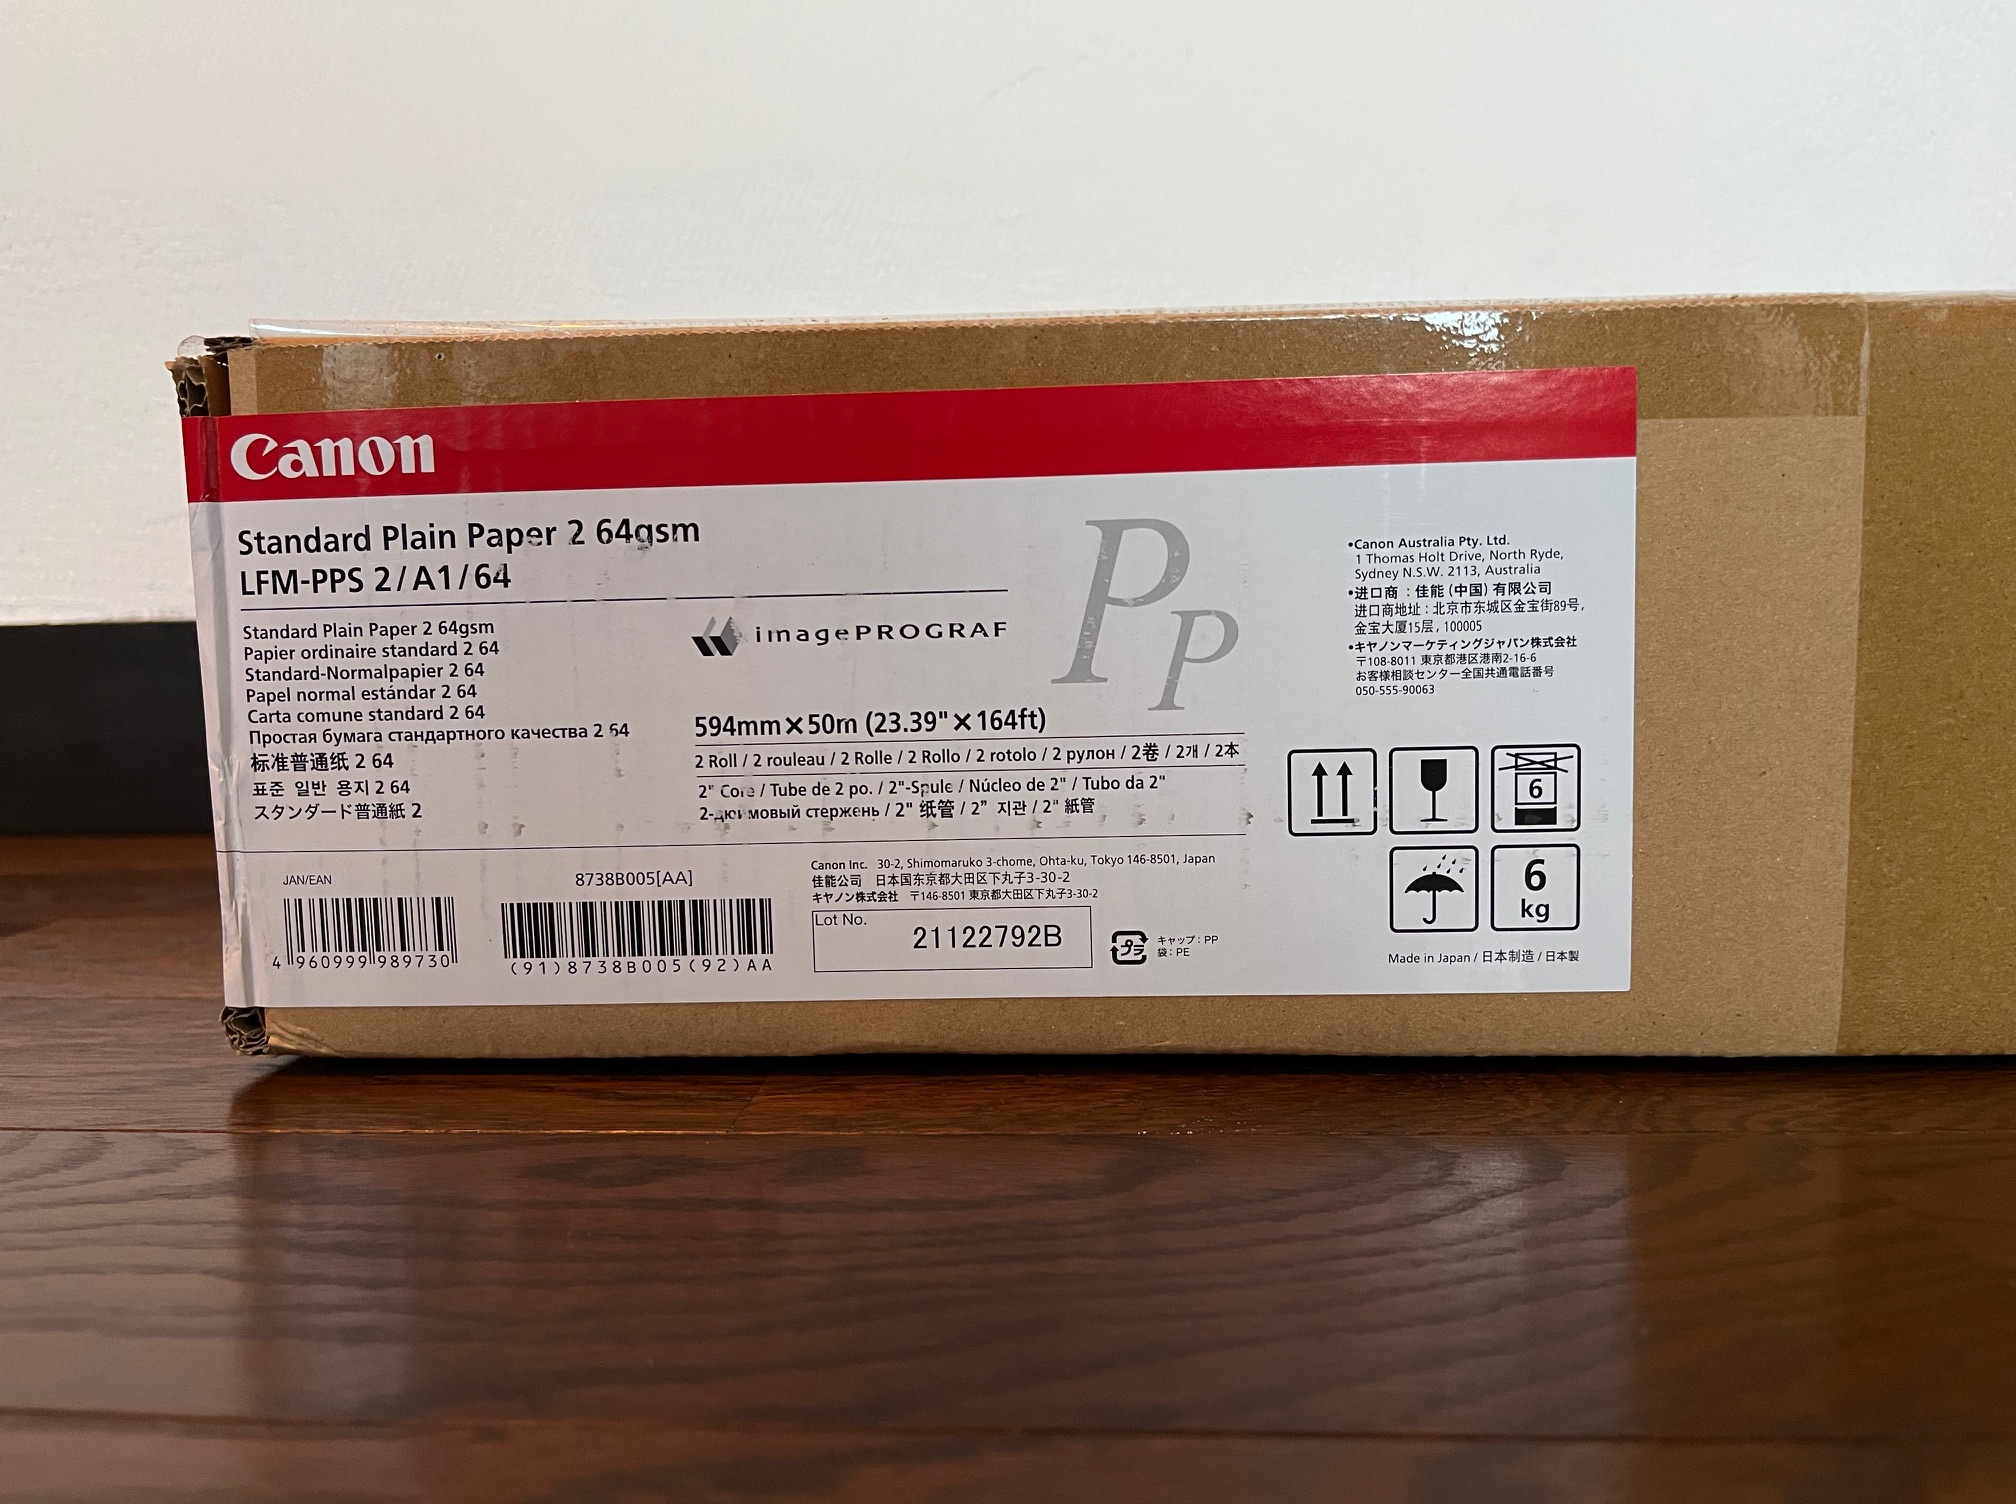 Canon
Standard Plain Paper 2 64gsm
LFM-PPS 2/A1/64
Standard Plain Paper 2 64gsm
Papier ordinaire standard 2 64
Standard-Normalpapier 2 64
Papel normal estándar 2 64
Carta comune standard 2 64
Простая бумага стандартного качества 2 64
标准普通纸 2 64
표준 일반 용지 2 64
スタンダード普通紙 2
imagePROGRAF
PP
594mm×50m (23.39"×164ft)
2 Roll / 2 rouleau / 2 Rolle / 2 Rollo / 2 rotolo / 2 рулон / 2卷 / 2개 / 2本
2" Core / Tube de 2 po. / 2"-Spule / Núcleo de 2" / Tubo da 2"
2-дюймовый стержень / 2" 纸管 / 2” 지관 / 2" 紙管
•Canon Australia Pty. Ltd.
1 Thomas Holt Drive, North Ryde,
Sydney N.S.W. 2113, Australia
•进口商：佳能 (中国) 有限公司
进口商地址：北京市东城区金宝街89号,
金宝大厦15层, 100005
•キヤノンマーケティングジャパン株式会社
〒108-8011 東京都港区港南2-16-6
お客様相談センター全国共通電話番号
050-555-90063
6
6
kg
JAN/EAN
4 960999 989730
8738B005[AA]
(91)8738B005(92)AA
Canon Inc. 30-2, Shimomaruko 3-chome, Ohta-ku, Tokyo 146-8501, Japan
佳能公司 日本国东京都大田区下丸子3-30-2
キヤノン株式会社 〒146-8501 東京都大田区下丸子3-30-2
Lot No.
21122792B
プラ
キャップ：PP
袋：PE
Made in Japan / 日本制造 / 日本製